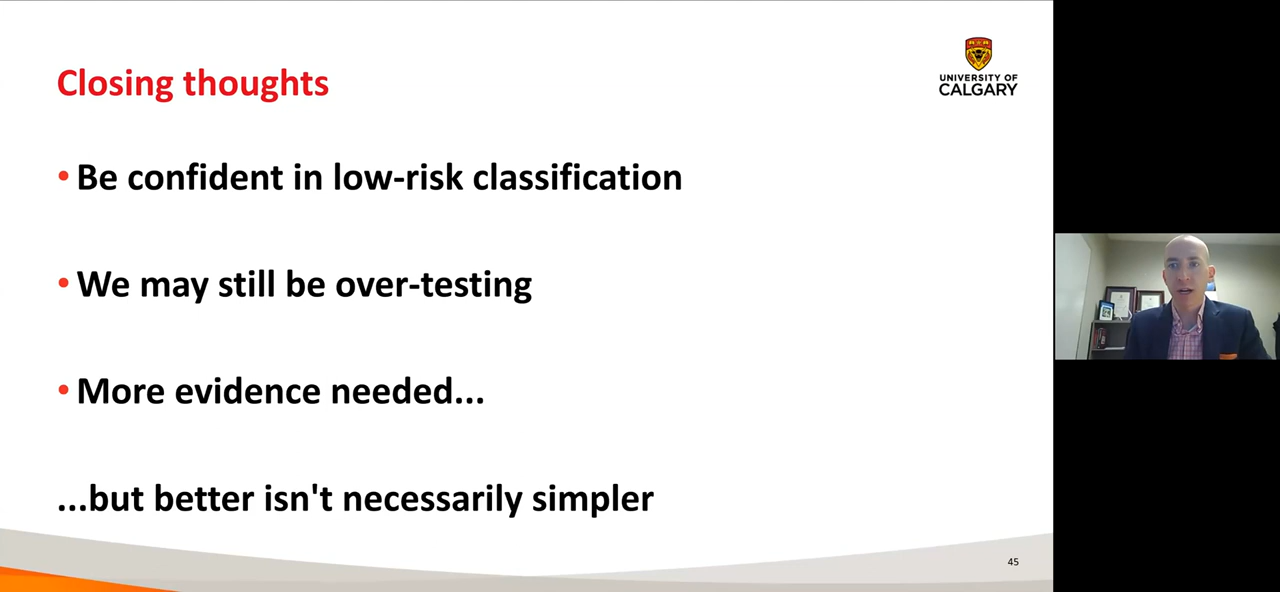 Closing thoughts
UNIVERSITY OF
CALGARY
• Be confident in low-risk classification
• We may still be over-testing
• More evidence needed...
...but better isn't necessarily simpler
45